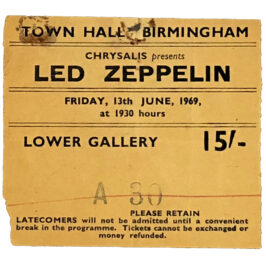 TOWN HALL, BIRMINGHAM
CHRYSALIS presents
LED ZEPPELIN
FRIDAY, 13th JUNE, 1969,
at 1930 hours
LOWER GALLERY 15/-
A 30
PLEASE RETAIN
LATECOMERS will not be admitted until a convenient
break in the programme. Tickets cannot be exchanged or
money refunded.